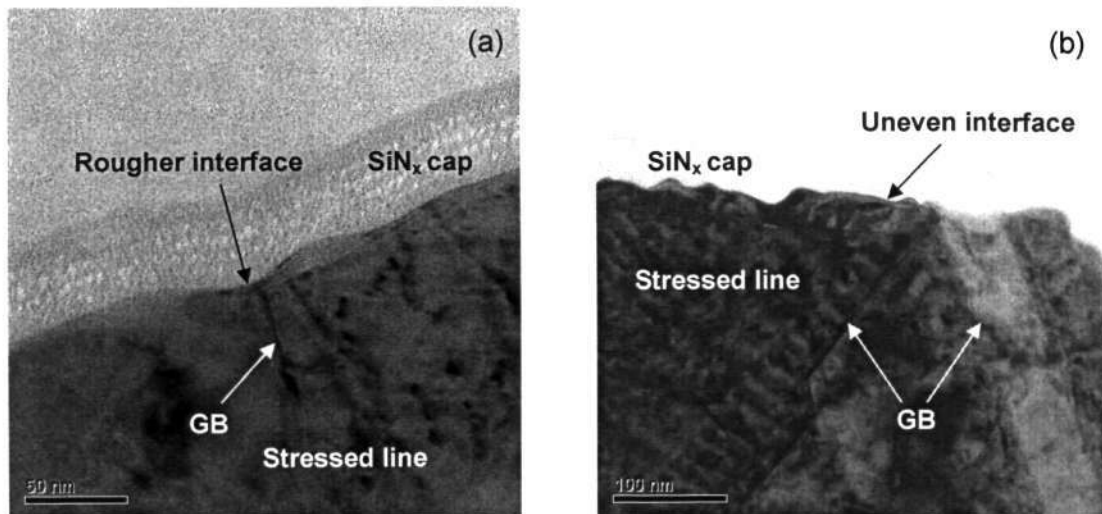 (a)
Rougher interface
SiNx cap
GB
Stressed line
50 nm
(b)
Uneven interface
SiNx cap
Stressed line
GB
100 nm